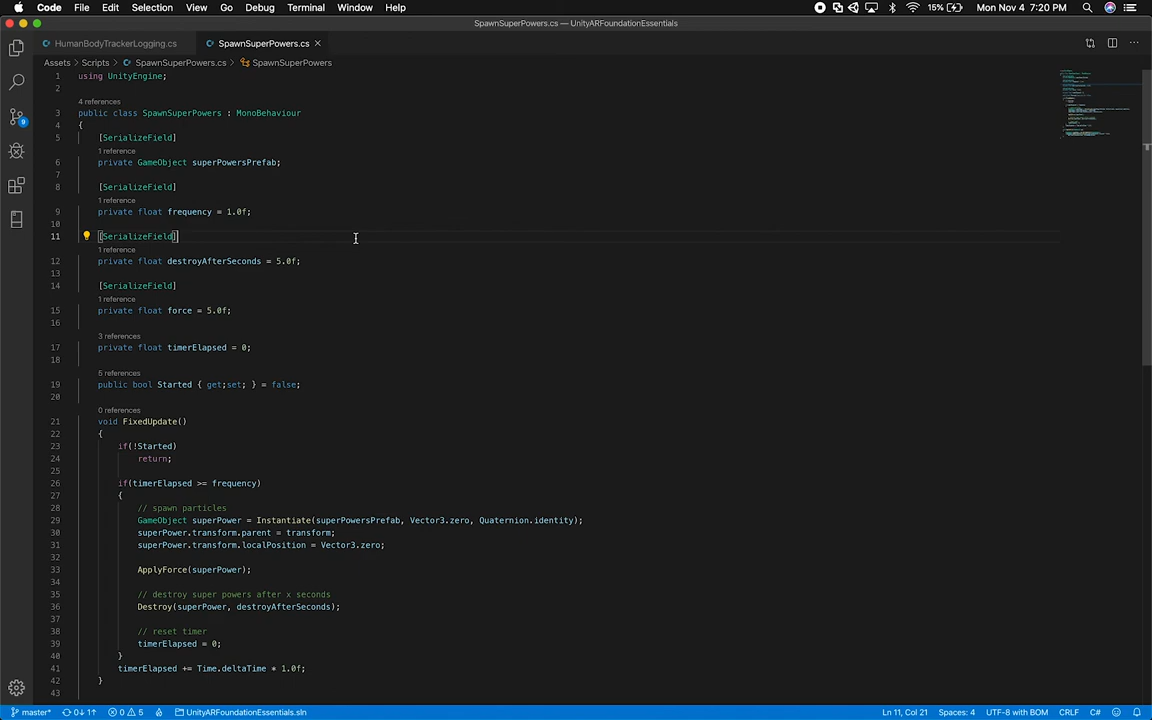 Code File Edit Selection View Go Debug Terminal Window Help 15% Mon Nov 4 7:20 PM
SpawnSuperPowers.cs — UnityARFoundationEssentials
HumanBodyTrackerLogging.cs SpawnSuperPowers.cs ×
Assets > Scripts > SpawnSuperPowers.cs > SpawnSuperPowers
1 using UnityEngine;
2
4 references
3 public class SpawnSuperPowers : MonoBehaviour
4 {
5 [SerializeField]
1 reference
6 private GameObject superPowersPrefab;
7
8 [SerializeField]
1 reference
9 private float frequency = 1.0f;
10
11 [SerializeField]
1 reference
12 private float destroyAfterSeconds = 5.0f;
13
14 [SerializeField]
1 reference
15 private float force = 5.0f;
16
3 references
17 private float timerElapsed = 0;
18
5 references
19 public bool Started { get;set; } = false;
20
0 references
21 void FixedUpdate()
22 {
23 if(!Started)
24 return;
25
26 if(timerElapsed >= frequency)
27 {
28 // spawn particles
29 GameObject superPower = Instantiate(superPowersPrefab, Vector3.zero, Quaternion.identity);
30 superPower.transform.parent = transform;
31 superPower.transform.localPosition = Vector3.zero;
32
33 ApplyForce(superPower);
34
35 // destroy super powers after x seconds
36 Destroy(superPower, destroyAfterSeconds);
37
38 // reset timer
39 timerElapsed = 0;
40 }
41 timerElapsed += Time.deltaTime * 1.0f;
42 }
43
9
master* 0↓ 1↑ 0 5 UnityARFoundationEssentials.sln Ln 11, Col 21 Spaces: 4 UTF-8 with BOM CRLF C#